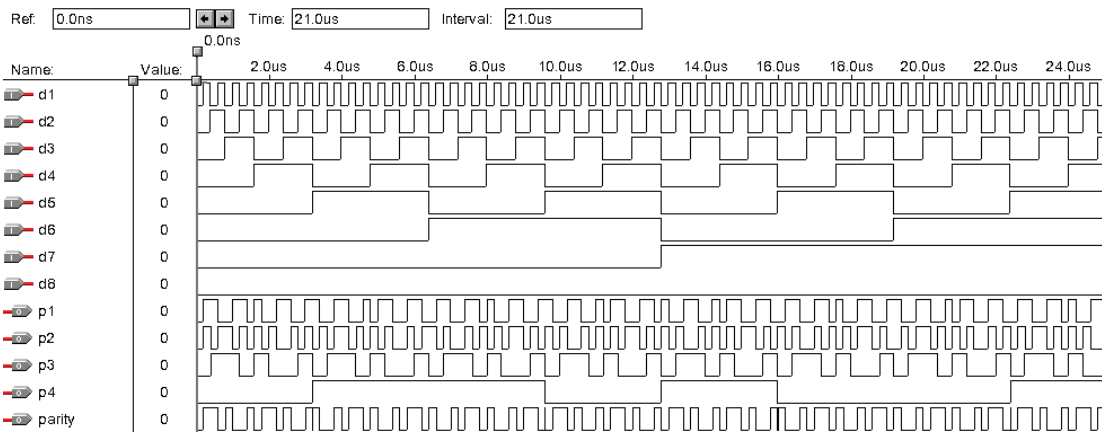 Ref: 0.0ns Time: 21.0us Interval: 21.0us
0.0ns
Name: Value: 2.0us 4.0us 6.0us 8.0us 10.0us 12.0us 14.0us 16.0us 18.0us 20.0us 22.0us 24.0us
d1 0
d2 0
d3 0
d4 0
d5 0
d6 0
d7 0
d8 0
p1 0
p2 0
p3 0
p4 0
parity 0